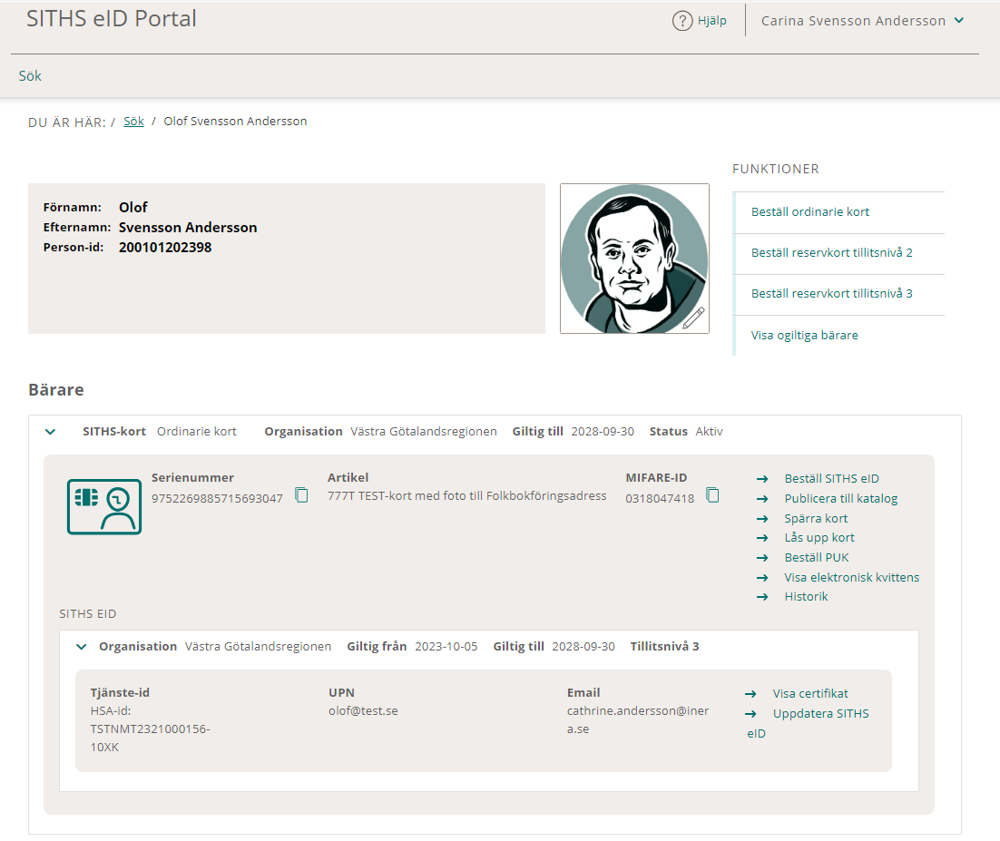 SITHS eID Portal
? Hjälp
Carina Svensson Andersson
Sök
DU ÄR HÄR: / Sök / Olof Svensson Andersson
FUNKTIONER
Förnamn: Olof
Efternamn: Svensson Andersson
Person-id: 200101202398
Beställ ordinarie kort
Beställ reservkort tillitsnivå 2
Beställ reservkort tillitsnivå 3
Visa ogiltiga bärare
Bärare
SITHS-kort Ordinarie kort Organisation Västra Götalandsregionen Giltig till 2028-09-30 Status Aktiv
Serienummer
9752269885715693047
Artikel
777T TEST-kort med foto till Folkbokföringsadress
MIFARE-ID
0318047418
→ Beställ SITHS eID
→ Publicera till katalog
→ Spärra kort
→ Lås upp kort
→ Beställ PUK
→ Visa elektronisk kvittens
→ Historik
SITHS EID
Organisation Västra Götalandsregionen Giltig från 2023-10-05 Giltig till 2028-09-30 Tillitsnivå 3
Tjänste-id
HSA-id:
TSTNMT2321000156-
10XK
UPN
olof@test.se
Email
cathrine.andersson@iner
a.se
→ Visa certifikat
→ Uppdatera SITHS
eID